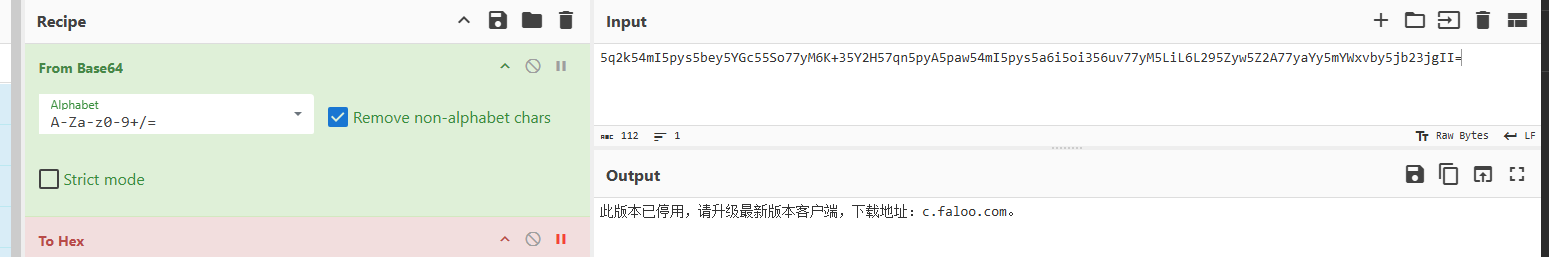 Recipe
From Base64
Alphabet
A-Za-z0-9+/=
Remove non-alphabet chars
Strict mode
To Hex
Input
5q2k54mI5pys5bey5YGc55So77yM6K+35Y2H57qn5pyA5paw54mI5pys5a6i5oi356uv77yM5LiL6L295Zyw5Z2A77yaYy5mYWxvby5jb23jgII=
ABC 112 1
Raw Bytes LF
Output
此版本已停用，请升级最新版本客户端，下载地址：c.faloo.com。